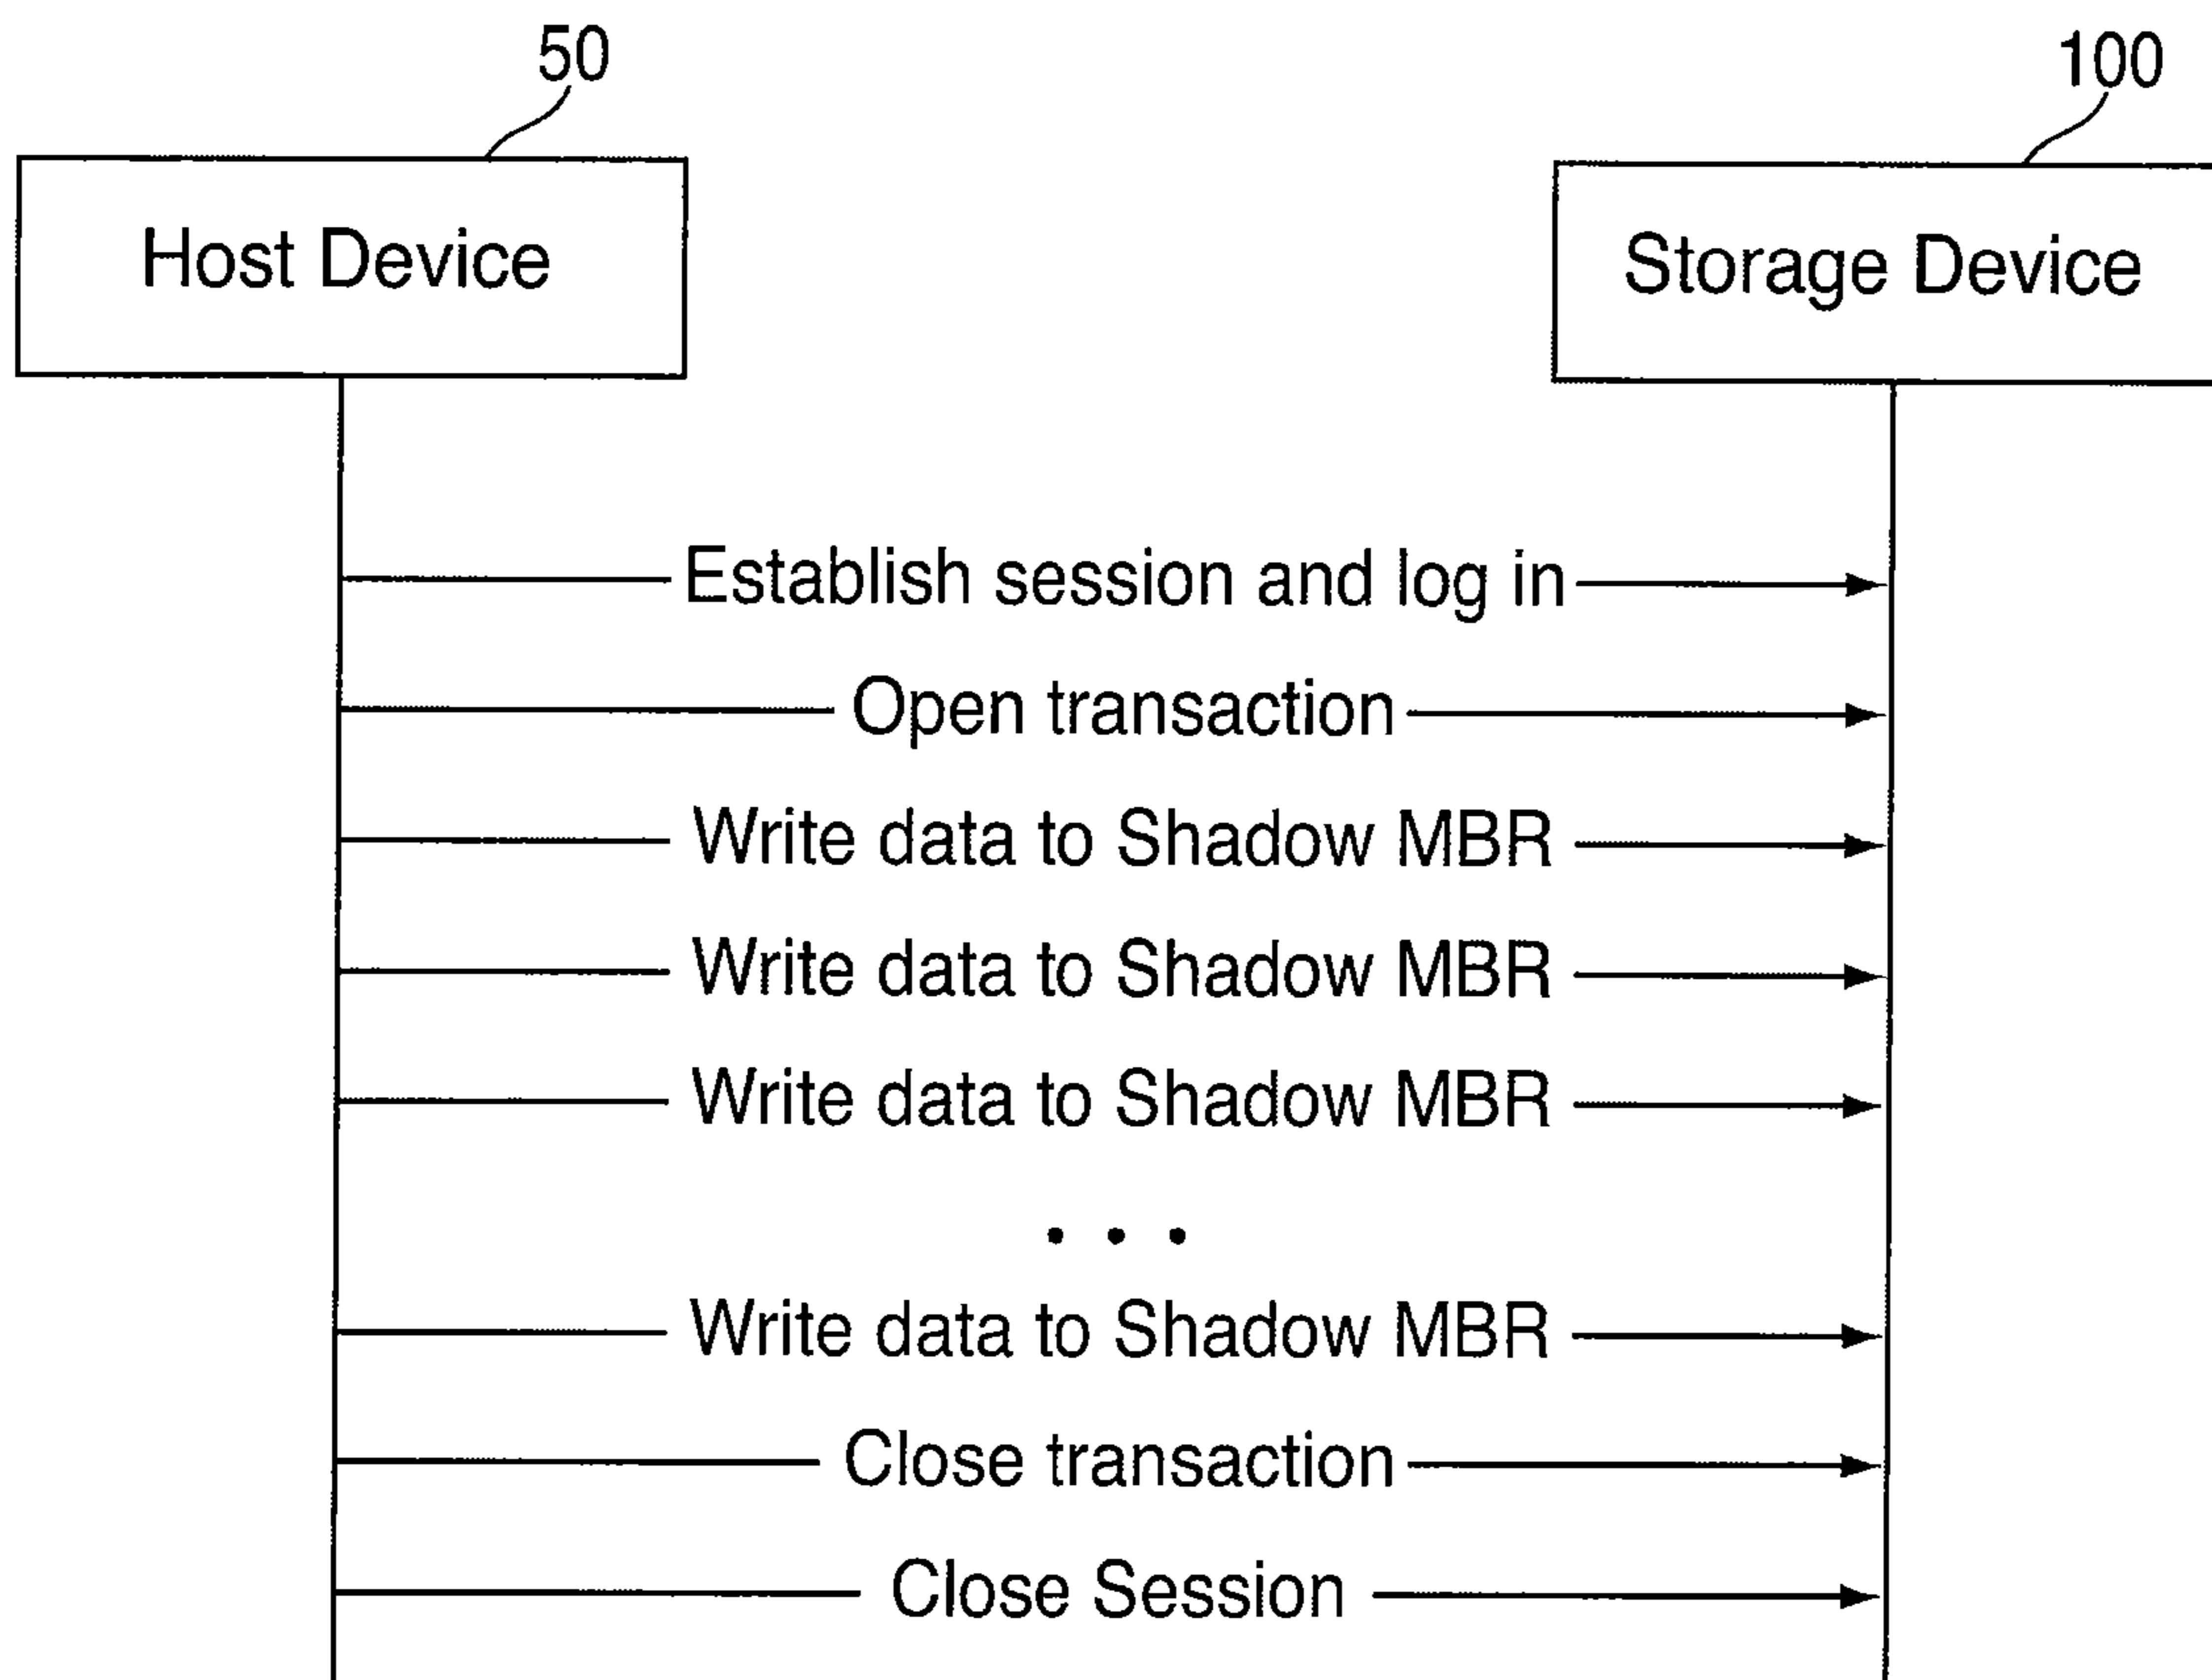 50
100
Host Device
Storage Device
Establish session and log in
Open transaction
Write data to Shadow MBR
Write data to Shadow MBR
Write data to Shadow MBR
. . .
Write data to Shadow MBR
Close transaction
Close Session